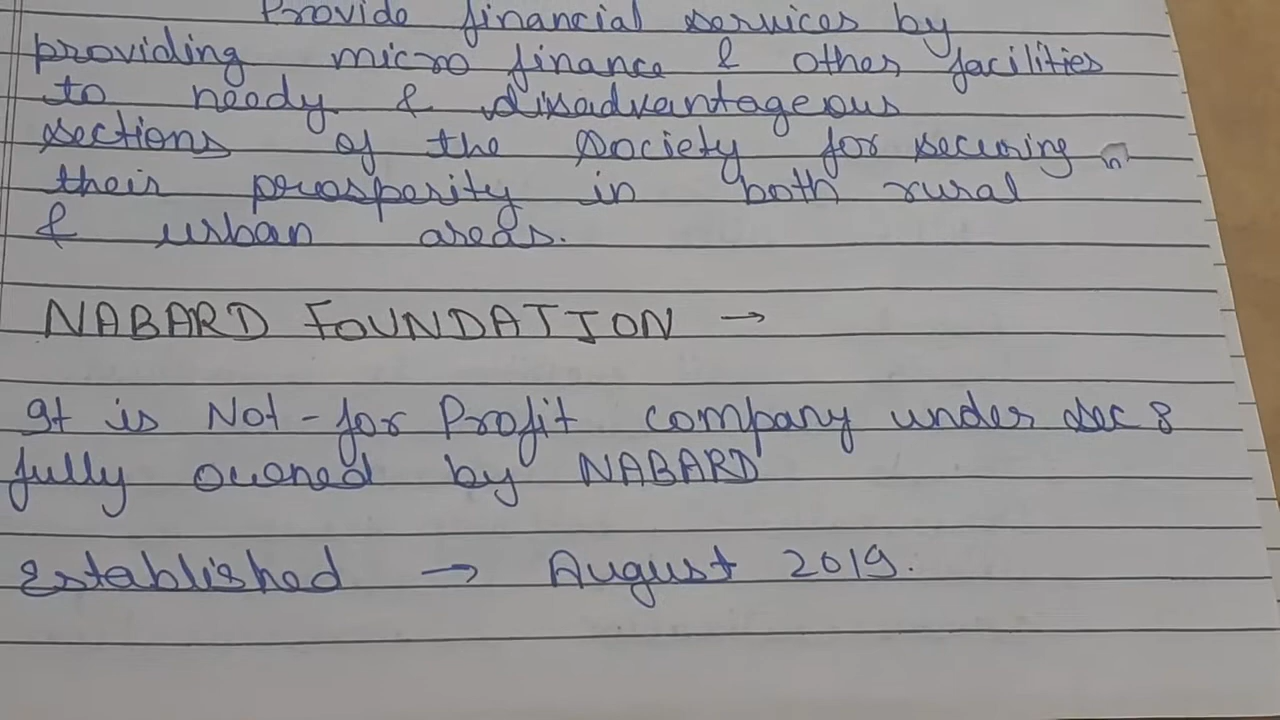 Provide financial services by
providing micro finance & other facilities
to needy & disadvantageous
sections of the society for securing
their prosperity in both rural
& urban areas.
NABARD FOUNDATION →
It is Not-for Profit company under sec 8
fully owened by NABARD
Established → August 2019.